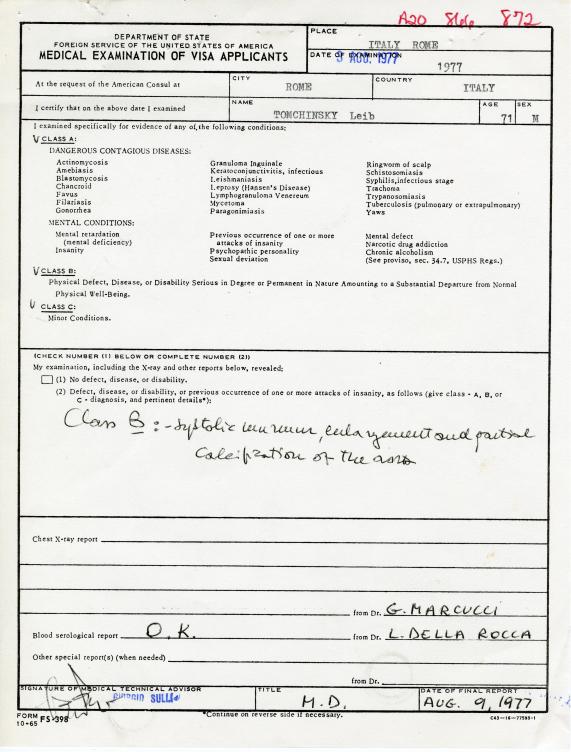 A20 866 872
DEPARTMENT OF STATE
FOREIGN SERVICE OF THE UNITED STATES OF AMERICA
MEDICAL EXAMINATION OF VISA APPLICANTS
PLACE
ITALY ROME
DATE OF EXAMINATION
AUG. 1977
1977
At the request of the American Consul at
CITY
ROME
COUNTRY
ITALY
I certify that on the above date I examined
NAME
TOMCHINSKY Leib
AGE
71
SEX
M
I examined specifically for evidence of any of the following conditions:
V CLASS A:
DANGEROUS CONTAGIOUS DISEASES:
Actinomycosis
Amebiasis
Blastomycosis
Chancroid
Favus
Filariasis
Gonorrhea
Granuloma Inguinale
Keratoconjunctivitis, infectious
Leishmaniasis
Leprosy (Hansen's Disease)
Lymphogranuloma Venereum
Mycetoma
Paragonimiasis
Ringworm of scalp
Schistosomiasis
Syphilis, infectious stage
Trachoma
Trypanosomiasis
Tuberculosis (pulmonary or extrapulmonary)
Yaws
MENTAL CONDITIONS:
Mental retardation
(mental deficiency)
Insanity
Previous occurrence of one or more
attacks of insanity
Psychopathic personality
Sexual deviation
Mental defect
Narcotic drug addiction
Chronic alcoholism
(See proviso, sec. 34.7, USPHS Regs.)
V CLASS B:
Physical Defect, Disease, or Disability Serious in Degree or Permanent in Nature Amounting to a Substantial Departure from Normal
Physical Well-Being.
V CLASS C:
Minor Conditions.
(CHECK NUMBER (1) BELOW OR COMPLETE NUMBER (2))
My examination, including the X-ray and other reports below, revealed:
(1) No defect, disease, or disability.
(2) Defect, disease, or disability, or previous occurrence of one or more attacks of insanity, as follows (give class - A, B, or
C - diagnosis, and pertinent details*):
Class B :- systolic murmur, enlargement and partial
calcification of the aorta
Chest X-ray report
from Dr. G. MARCUCCI
Blood serological report O.K. from Dr. L. DELLA ROCCA
Other special report(s) (when needed)
from Dr.
SIGNATURE OF MEDICAL TECHNICAL ADVISOR
SULLI
TITLE
M.D.
DATE OF FINAL REPORT
AUG. 9, 1977
FORM FS-398
10-65
*Continue on reverse side if necessary.